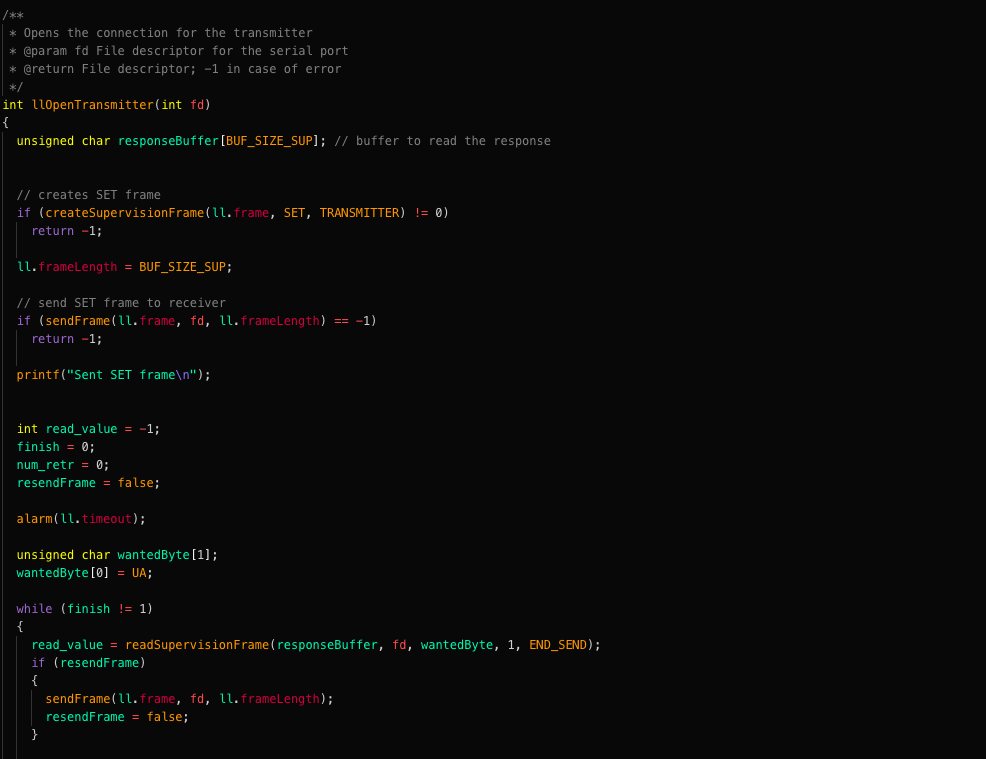 /**
 * Opens the connection for the transmitter
 * @param fd File descriptor for the serial port
 * @return File descriptor; -1 in case of error
 */
int llOpenTransmitter(int fd)
{
  unsigned char responseBuffer[BUF_SIZE_SUP]; // buffer to read the response
  // creates SET frame
  if (createSupervisionFrame(ll.frame, SET, TRANSMITTER) != 0)
    return -1;
  ll.frameLength = BUF_SIZE_SUP;
  // send SET frame to receiver
  if (sendFrame(ll.frame, fd, ll.frameLength) == -1)
    return -1;
  printf("Sent SET frame\n");
  int read_value = -1;
  finish = 0;
  num_retr = 0;
  resendFrame = false;
  alarm(ll.timeout);
  unsigned char wantedByte[1];
  wantedByte[0] = UA;
  while (finish != 1)
  {
    read_value = readSupervisionFrame(responseBuffer, fd, wantedByte, 1, END_SEND);
    if (resendFrame)
    {
      sendFrame(ll.frame, fd, ll.frameLength);
      resendFrame = false;
    }